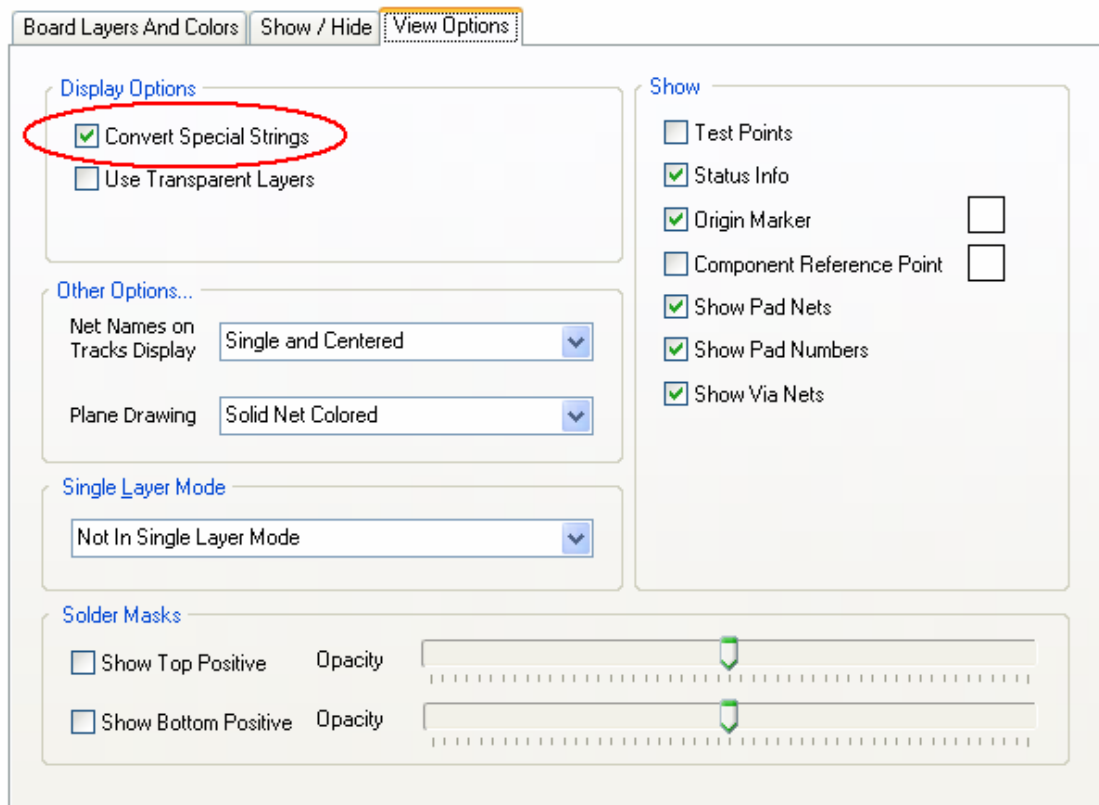 Board Layers And Colors
Show / Hide
View Options
Display Options
Convert Special Strings
Use Transparent Layers
Other Options...
Net Names on
Tracks Display
Single and Centered
Plane Drawing
Solid Net Colored
Single Layer Mode
Not In Single Layer Mode
Show
Test Points
Status Info
Origin Marker
Component Reference Point
Show Pad Nets
Show Pad Numbers
Show Via Nets
Solder Masks
Show Top Positive
Opacity
Show Bottom Positive
Opacity